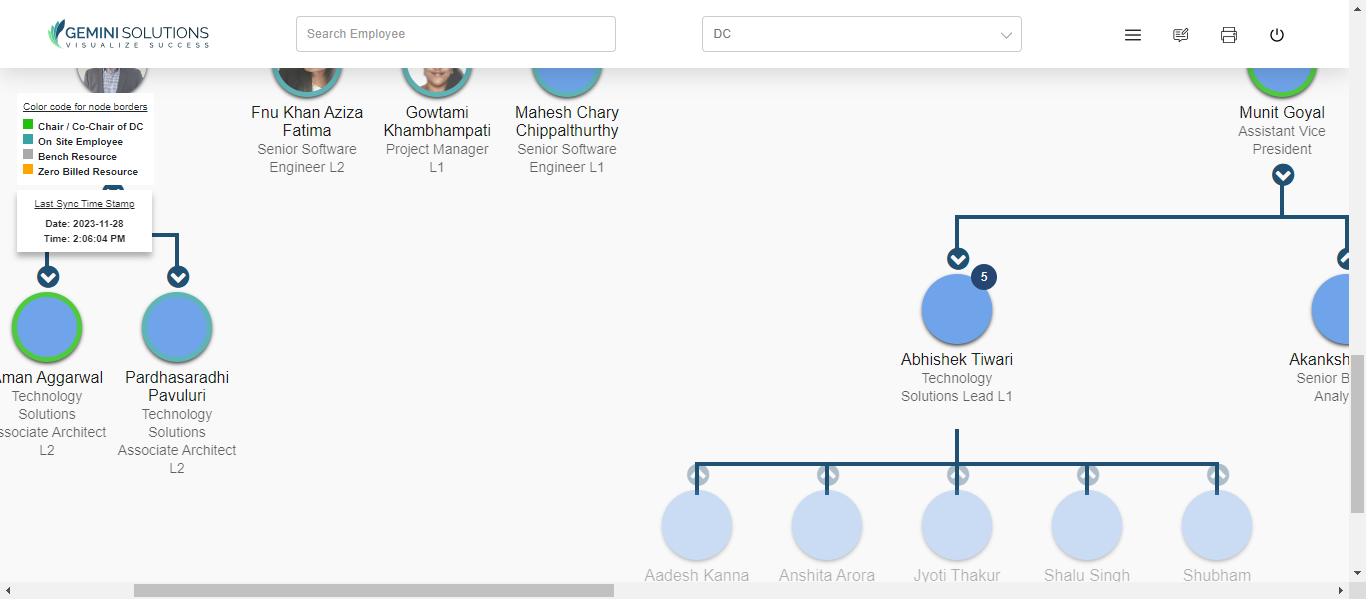 GEMINI SOLUTIONS
VISUALIZE SUCCESS
Search Employee
DC
Color code for node borders
Chair / Co-Chair of DC
On Site Employee
Bench Resource
Zero Billed Resource
Last Sync Time Stamp
Date: 2023-11-28
Time: 2:06:04 PM
Fnu Khan Aziza
Fatima
Senior Software
Engineer L2
Gowtami
Khambhampati
Project Manager
L1
Mahesh Chary
Chippalthurthy
Senior Software
Engineer L1
Munit Goyal
Assistant Vice
President
man Aggarwal
Technology
Solutions
ssociate Architect
L2
Pardhasaradhi
Pavuluri
Technology
Solutions
Associate Architect
L2
5
Abhishek Tiwari
Technology
Solutions Lead L1
Akanksh
Senior B
Analy
Aadesh Kanna
Anshita Arora
Jyoti Thakur
Shalu Singh
Shubham